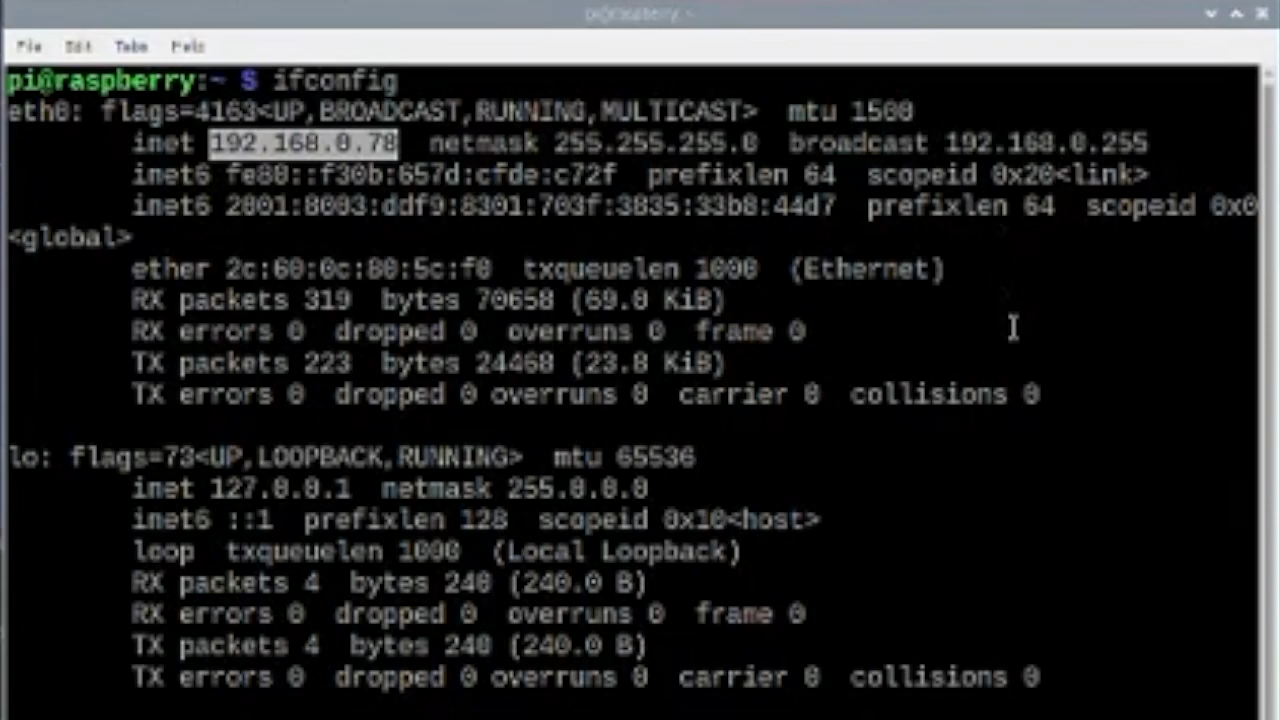 pi@raspberry: ~
File Edit Tabs Help
pi@raspberry:~ $ ifconfig
eth0: flags=4163<UP,BROADCAST,RUNNING,MULTICAST>  mtu 1500
        inet 192.168.0.78  netmask 255.255.255.0  broadcast 192.168.0.255
        inet6 fe80::f30b:657d:cfde:c72f  prefixlen 64  scopeid 0x20<link>
        inet6 2001:8003:ddf9:8301:703f:3835:33b8:44d7  prefixlen 64  scopeid 0x0
<global>
        ether 2c:60:0c:80:5c:f0  txqueuelen 1000  (Ethernet)
        RX packets 319  bytes 70658 (69.0 KiB)
        RX errors 0  dropped 0  overruns 0  frame 0
        TX packets 223  bytes 24468 (23.8 KiB)
        TX errors 0  dropped 0 overruns 0  carrier 0  collisions 0
lo: flags=73<UP,LOOPBACK,RUNNING>  mtu 65536
        inet 127.0.0.1  netmask 255.0.0.0
        inet6 ::1  prefixlen 128  scopeid 0x10<host>
        loop  txqueuelen 1000  (Local Loopback)
        RX packets 4  bytes 240 (240.0 B)
        RX errors 0  dropped 0  overruns 0  frame 0
        TX packets 4  bytes 240 (240.0 B)
        TX errors 0  dropped 0 overruns 0  carrier 0  collisions 0